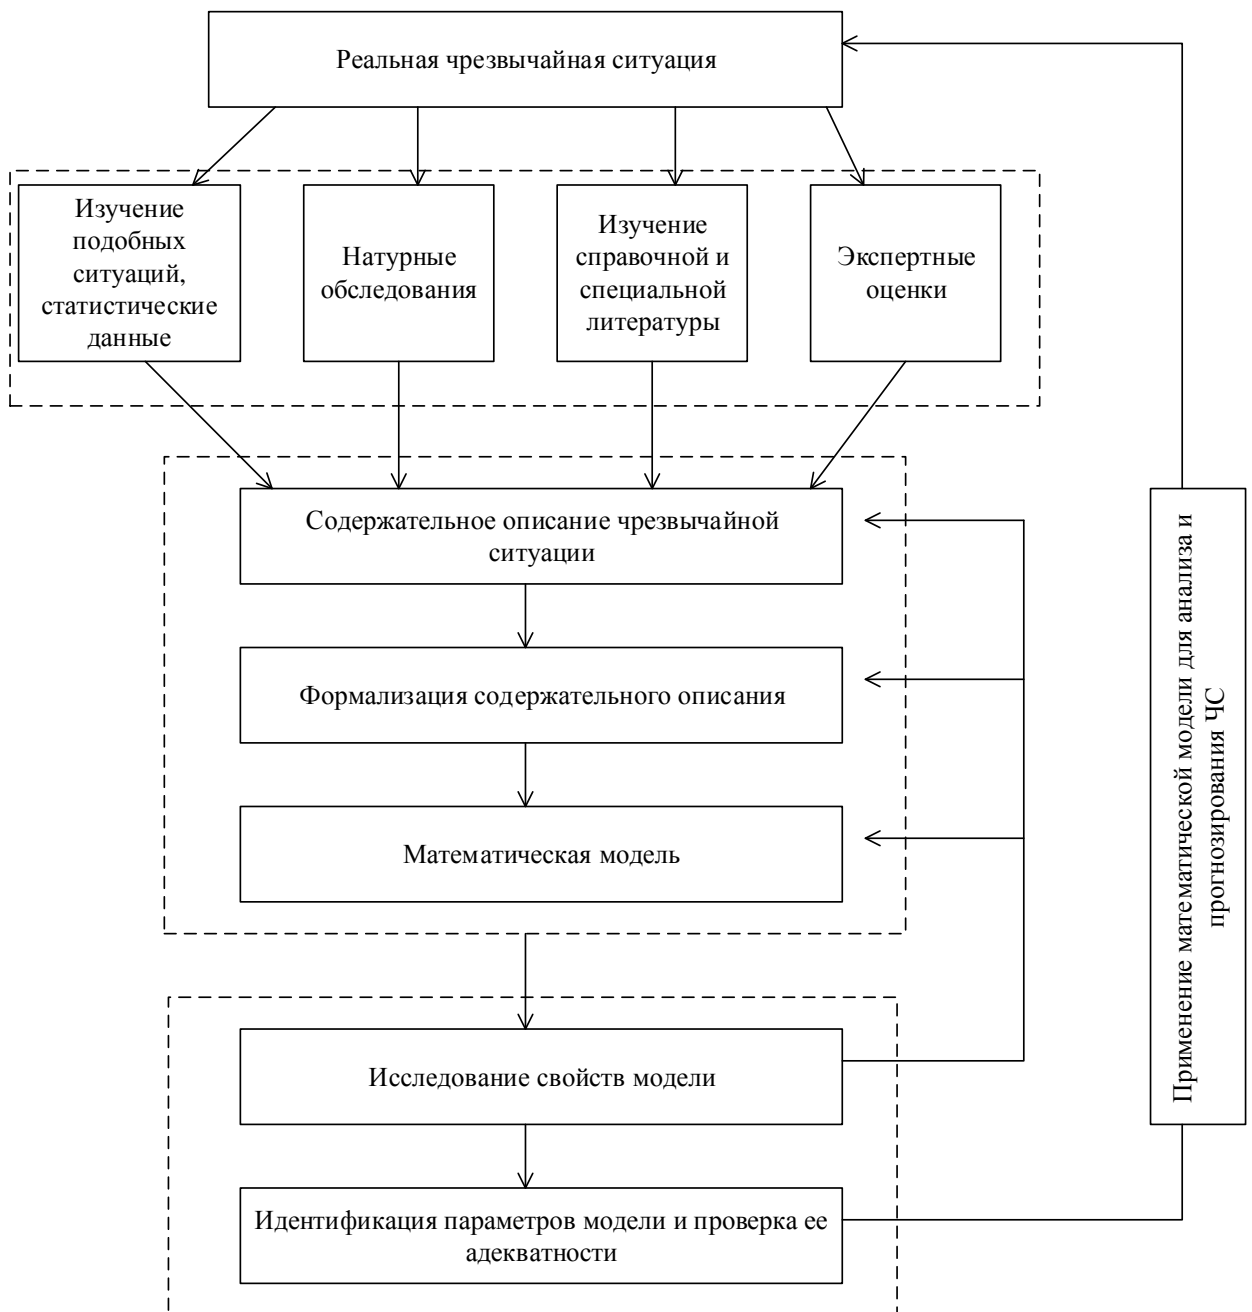 Реальная чрезвычайная ситуация
Изучение
подобных
ситуаций,
статистические
данные
Натурные
обследования
Изучение
справочной и
специальной
литературы
Экспертные
оценки
Содержательное описание чрезвычайной
ситуации
Формализация содержательного описания
Математическая модель
Исследование свойств модели
Идентификация параметров модели и проверка ее
адекватности
Применение математической модели для анализа и
прогнозирования ЧС